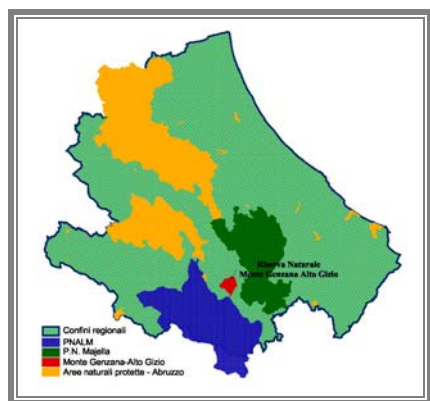 Riserva Naturale
Monte Genzana Alto Gizio
Confini regionali
PNALM
P.N. Majella
Monte Genzana-Alto Gizio
Aree naturali protette - Abruzzo